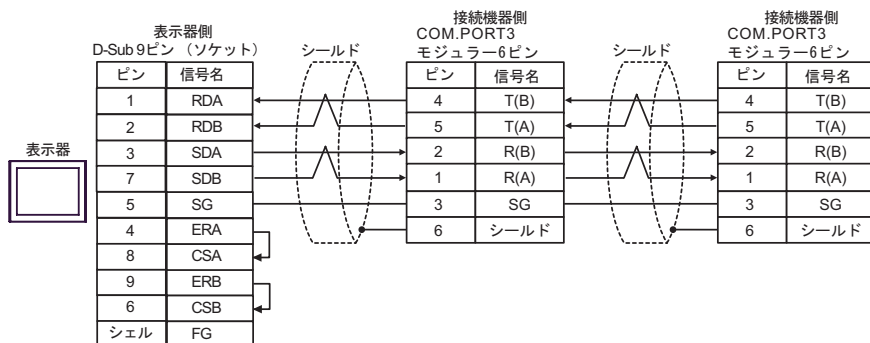 表示器側
D-Sub 9ピン （ソケット）
シールド
接続機器側
COM.PORT3
モジュラー6ピン
シールド
接続機器側
COM.PORT3
モジュラー6ピン
ピン 信号名
1 RDA
2 RDB
3 SDA
7 SDB
5 SG
4 ERA
8 CSA
9 ERB
6 CSB
シェル FG
表示器
ピン 信号名
4 T(B)
5 T(A)
2 R(B)
1 R(A)
3 SG
6 シールド
ピン 信号名
4 T(B)
5 T(A)
2 R(B)
1 R(A)
3 SG
6 シールド